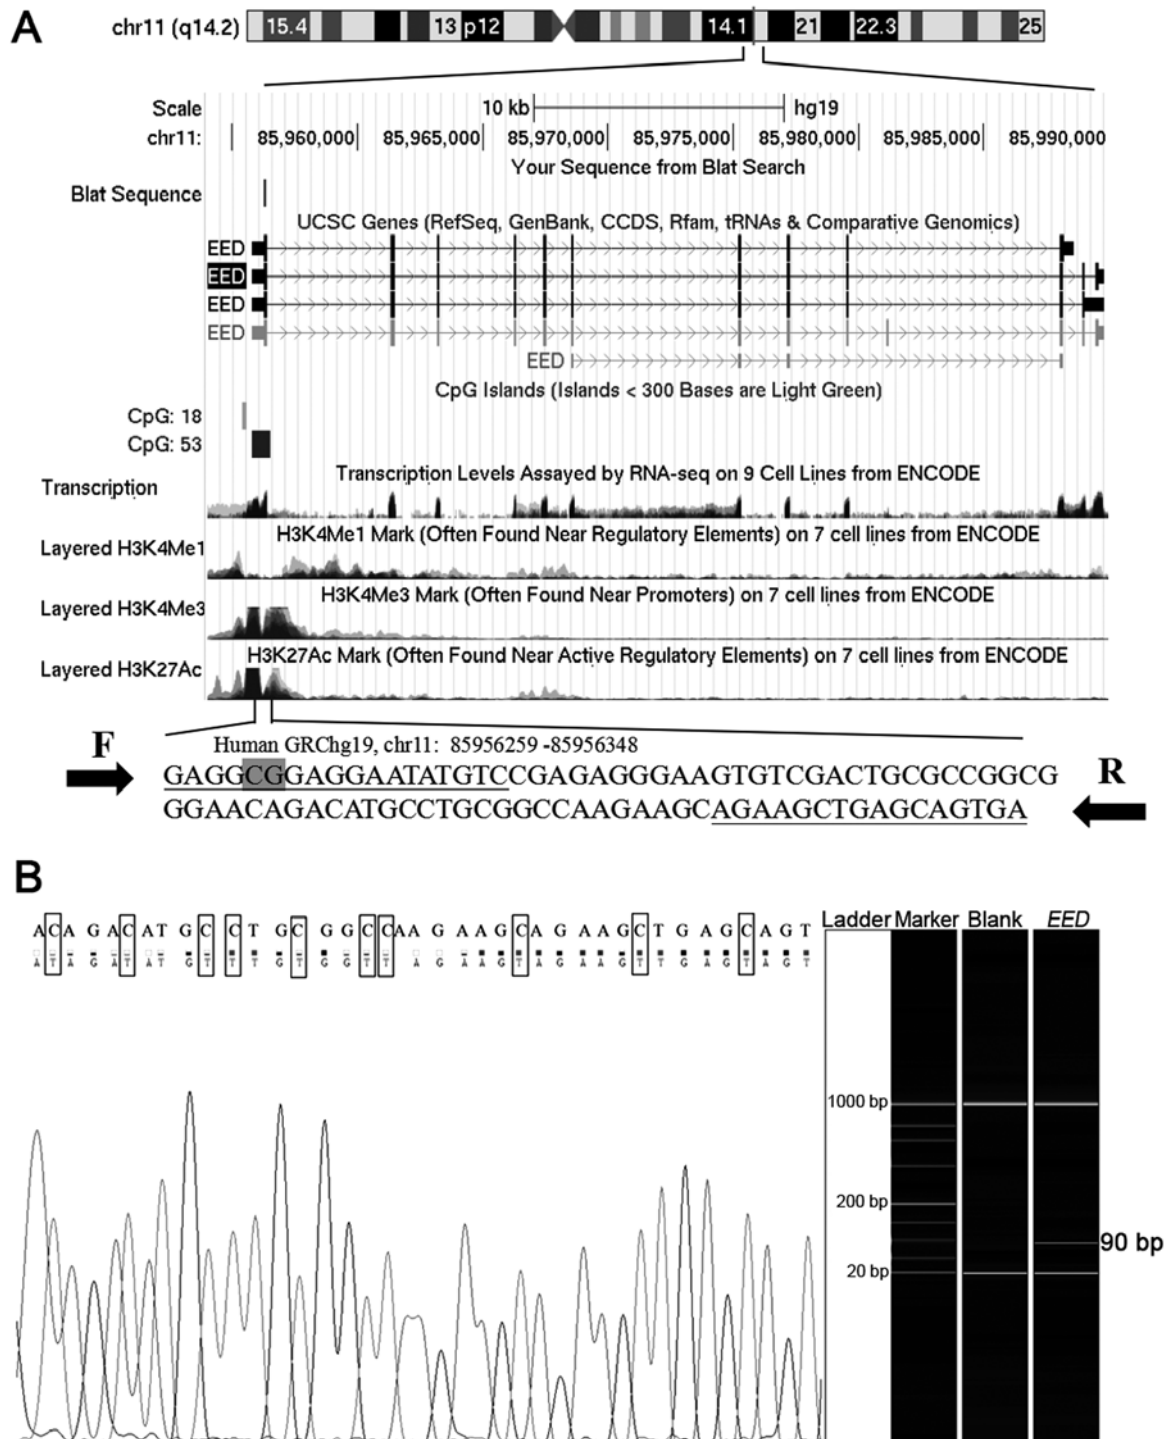 A
chr11 (q14.2) 15.4 13 p12 14.1 21 22.3 25
Scale 10 kb hg19
chr11: 85,960,000 85,965,000 85,970,000 85,975,000 85,980,000 85,985,000 85,990,000
Your Sequence from Blat Search
Blat Sequence
UCSC Genes (RefSeq, GenBank, CCDS, Rfam, tRNAs & Comparative Genomics)
EED
EED
EED
EED
EED
CpG Islands (Islands < 300 Bases are Light Green)
CpG: 18
CpG: 53
Transcription Levels Assayed by RNA-seq on 9 Cell Lines from ENCODE
Transcription
H3K4Me1 Mark (Often Found Near Regulatory Elements) on 7 cell lines from ENCODE
Layered H3K4Me1
H3K4Me3 Mark (Often Found Near Promoters) on 7 cell lines from ENCODE
Layered H3K4Me3
H3K27Ac Mark (Often Found Near Active Regulatory Elements) on 7 cell lines from ENCODE
Layered H3K27Ac
Human GRChg19, chr11: 85956259 -85956348
F
GAGGCGGAGGAATATGTCCGAGAGGGAAGTGTCGACTGCGCCGGCG
R
GGAACAGACATGCCTGCGGCCAAGAAGCAGAAGCTGAGCAGTGA
B
A C A G A C A T G C C T G C G G C C A A G A A G C A G A A G C T G A G C A G T
A T A G A T A T G T T T G T G G T T A G A A G T A G A A G T T G A G T A G T
Ladder Marker Blank EED
1000 bp
200 bp
90 bp
20 bp